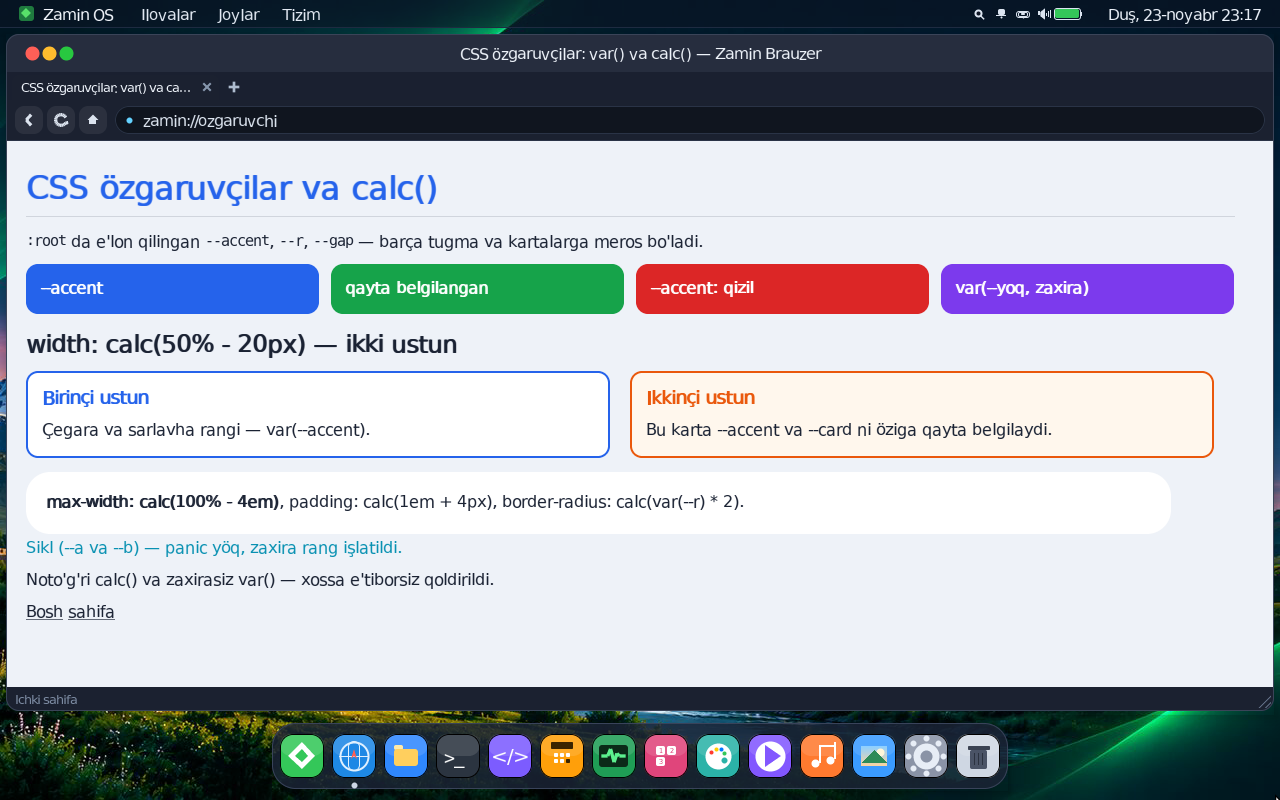 Zamin OS Ilovalar Joylar Tizim Duş, 23-noyabr 23:17
CSS özgaruvçilar: var() va calc() — Zamin Brauzer
CSS özgaruvçilar: var() va ca...
zamin://ozgaruvchi
CSS özgaruvçilar va calc()
:root da e'lon qilingan --accent, --r, --gap — barça tugma va kartalarga meros bo'ladi.
--accent qayta belgilangan --accent: qizil var(--yoq, zaxira)
width: calc(50% - 20px) — ikki ustun
Birinçi ustun
Çegara va sarlavha rangi — var(--accent).
Ikkinçi ustun
Bu karta --accent va --card ni öziga qayta belgilaydi.
max-width: calc(100% - 4em), padding: calc(1em + 4px), border-radius: calc(var(--r) * 2).
Sikl (--a va --b) — panic yöq, zaxira rang işlatildi.
Noto'g'ri calc() va zaxirasiz var() — xossa e'tiborsiz qoldirildi.
Bosh sahifa
Ichki sahifa
>_ </> 1 2 3